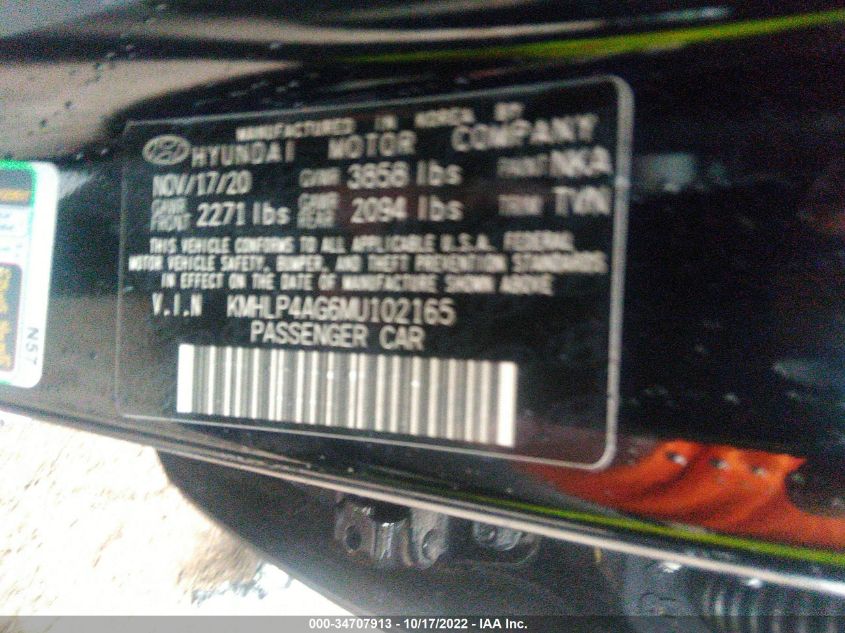 MANUFACTURED IN KOREA BY
HYUNDAI MOTOR COMPANY
NOV/17/20 GVWR 3858 lbs PAINT NKA
GAWR FRONT 2271 lbs GAWR REAR 2094 lbs TRIM TVN
THIS VEHICLE CONFORMS TO ALL APPLICABLE U.S.A. FEDERAL
MOTOR VEHICLE SAFETY, BUMPER, AND THEFT PREVENTION STANDARDS
IN EFFECT ON THE DATE OF MANUFACTURE SHOWN ABOVE
V.I.N KMHLP4AG6MU102165
PASSENGER CAR
N57
000-34707913 - 10/17/2022 - IAA Inc.